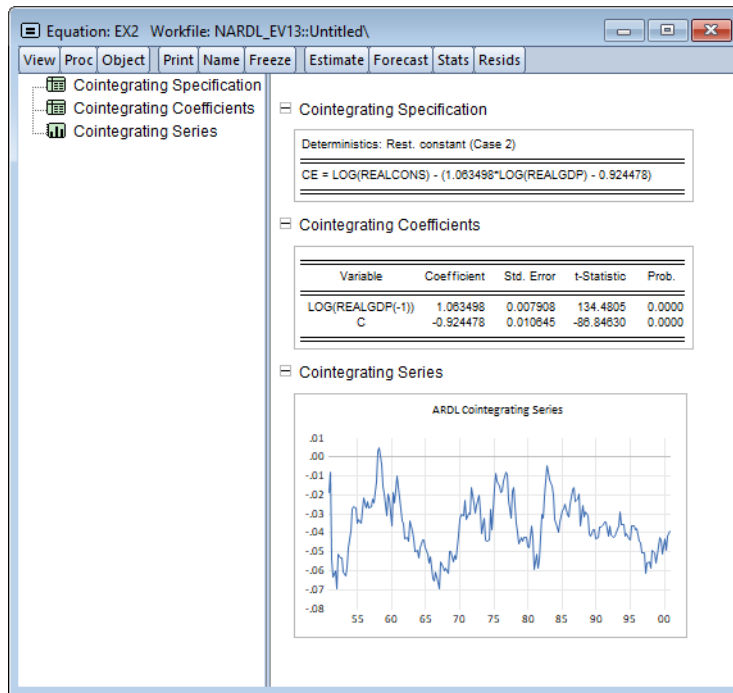 Equation: EX2 Workfile: NARDL_EV13::Untitled\
View Proc Object Print Name Freeze Estimate Forecast Stats Resids
Cointegrating Specification
Cointegrating Coefficients
Cointegrating Series
Cointegrating Specification
Deterministics: Rest. constant (Case 2)
CE = LOG(REALCONS) - (1.063498*LOG(REALGDP) - 0.924478)
Cointegrating Coefficients
Variable Coefficient Std. Error t-Statistic Prob.
LOG(REALGDP(-1)) 1.063498 0.007908 134.4805 0.0000
C -0.924478 0.010645 -86.84630 0.0000
Cointegrating Series
ARDL Cointegrating Series
.01
.00
-.01
-.02
-.03
-.04
-.05
-.06
-.07
-.08
55 60 65 70 75 80 85 90 95 00